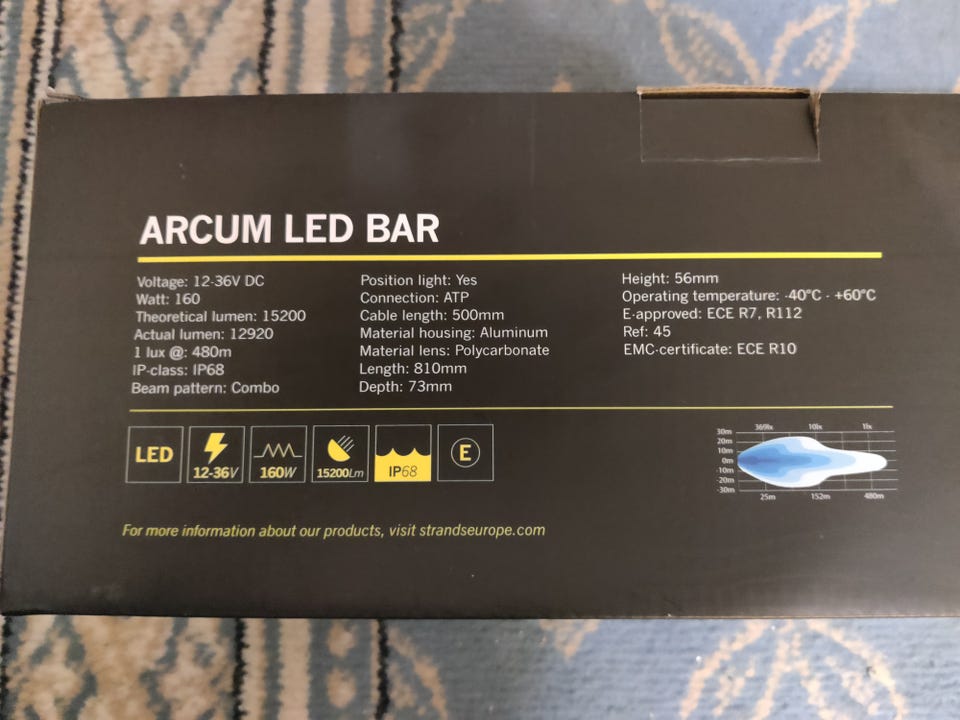 ARCUM LED BAR
Voltage: 12-36V DC
Watt: 160
Theoretical lumen: 15200
Actual lumen: 12920
1 lux @: 480m
IP-class: IP68
Beam pattern: Combo
Position light: Yes
Connection: ATP
Cable length: 500mm
Material housing: Aluminum
Material lens: Polycarbonate
Length: 810mm
Depth: 73mm
Height: 56mm
Operating temperature: -40°C - +60°C
E-approved: ECE R7, R112
Ref: 45
EMC-certificate: ECE R10
LED
12-36V
160W
15200Lm
IP68
E
369lx 10lx 1lx
30m
20m
10m
0m
-10m
-20m
-30m
25m 152m 480m
For more information about our products, visit strandseurope.com